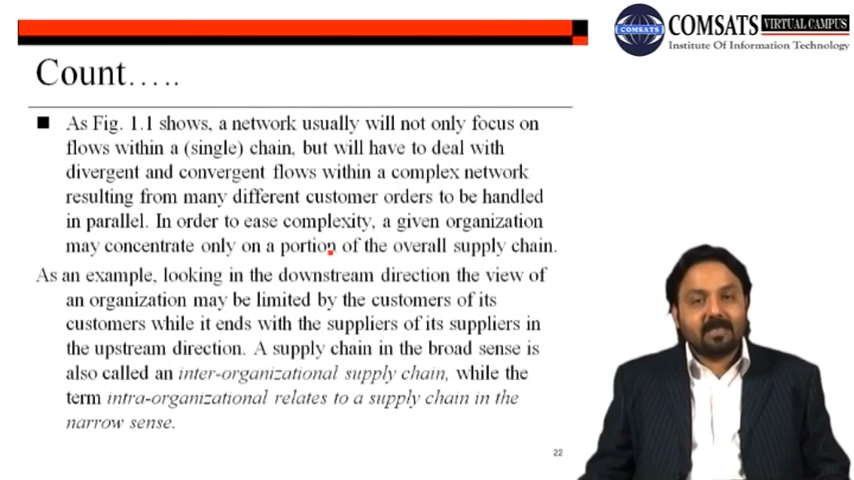 COMSATS VIRTUAL CAMPUS
COMSATS
Institute Of Information Technology
Count…..
As Fig. 1.1 shows, a network usually will not only focus on
flows within a (single) chain, but will have to deal with
divergent and convergent flows within a complex network
resulting from many different customer orders to be handled
in parallel. In order to ease complexity, a given organization
may concentrate only on a portion of the overall supply chain.
As an example, looking in the downstream direction the view of
an organization may be limited by the customers of its
customers while it ends with the suppliers of its suppliers in
the upstream direction. A supply chain in the broad sense is
also called an inter-organizational supply chain, while the
term intra-organizational relates to a supply chain in the
narrow sense.
22